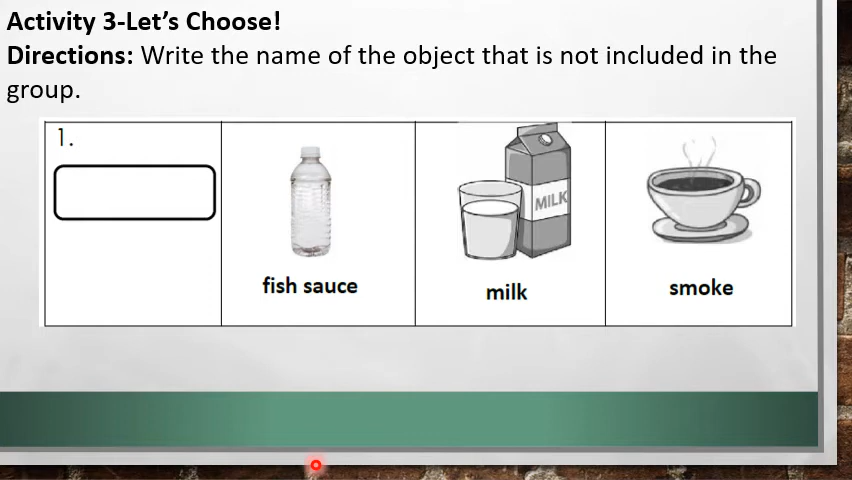 Activity 3-Let's Choose!
Directions: Write the name of the object that is not included in the
group.
1.
MILK
fish sauce
milk
smoke